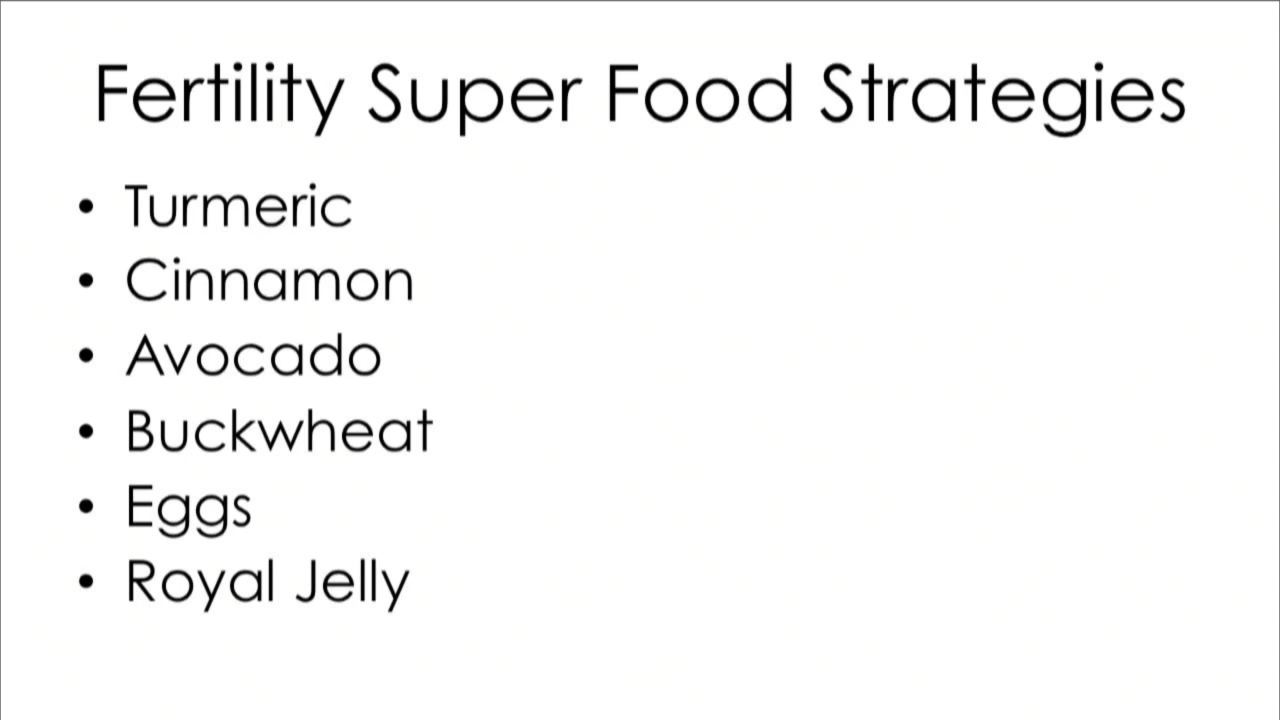 Fertility Super Food Strategies
• Turmeric
• Cinnamon
• Avocado
• Buckwheat
• Eggs
• Royal Jelly